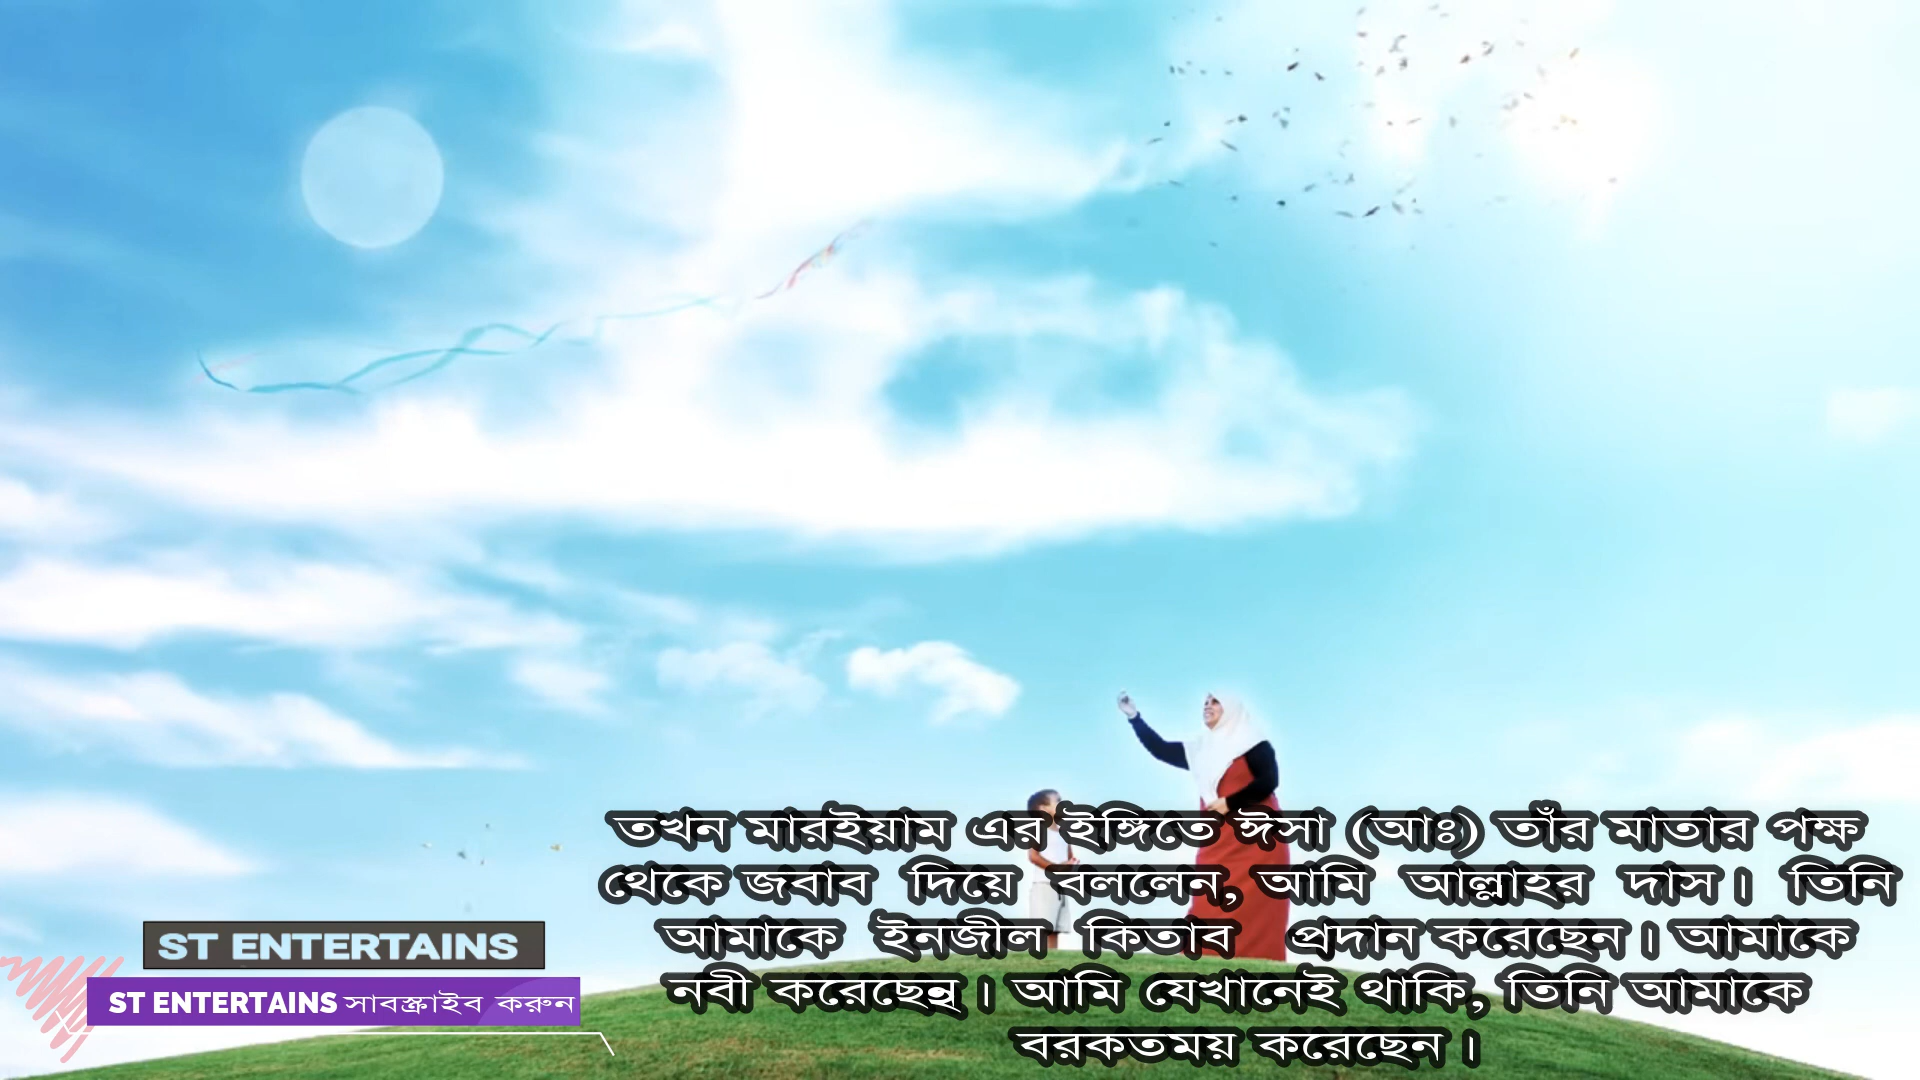 তখন মারইয়াম এর ইঙ্গিতে ঈসা (আঃ) তাঁর মাতার পক্ষ
থেকে জবাব দিয়ে বললেন, আমি আল্লাহর দাস। তিনি
আমাকে ইনজীল কিতাব প্রদান করেছেন। আমাকে
নবী করেছেন্র। আমি যেখানেই থাকি, তিনি আমাকে
বরকতময় করেছেন।
ST ENTERTAINS
ST ENTERTAINS সাবস্ক্রাইব করুন